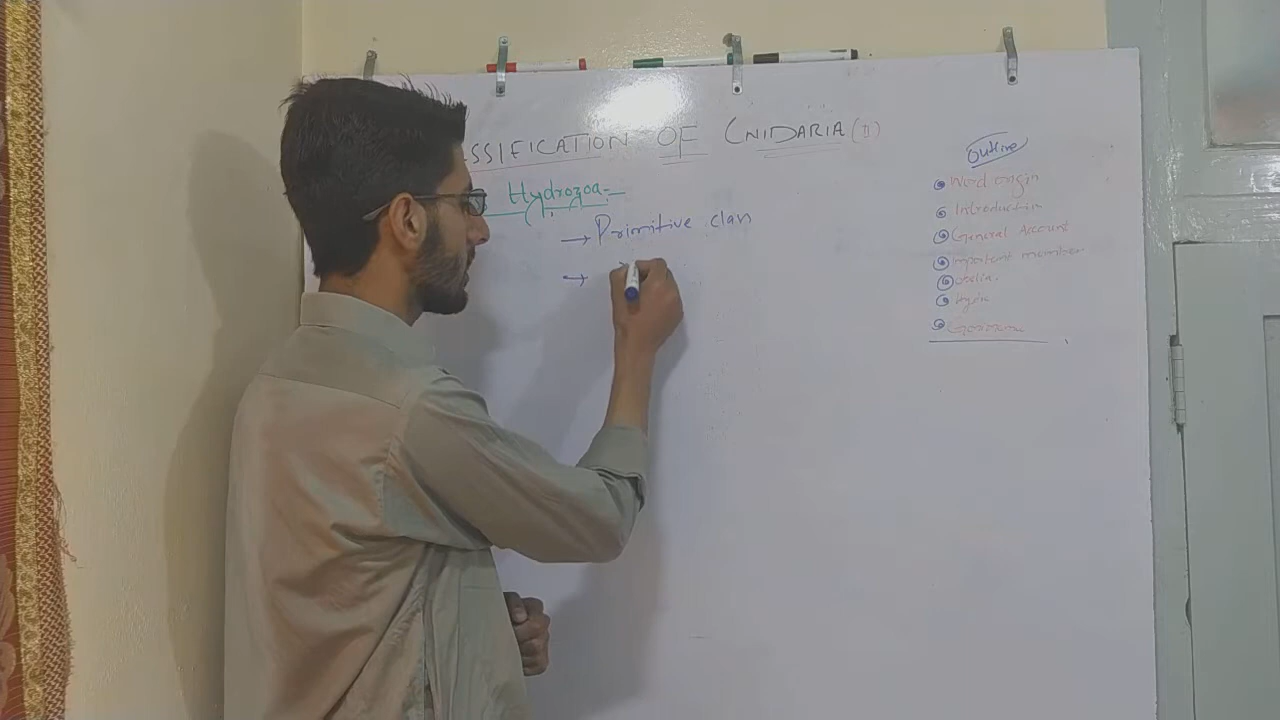 SSIFICATION OF CNIDARIA (II)
Hydrozoa
→ Primitive class
→
Outline
Word origin
Introduction
General Account
Important member
Obelia.
Hydra
Gonionemus